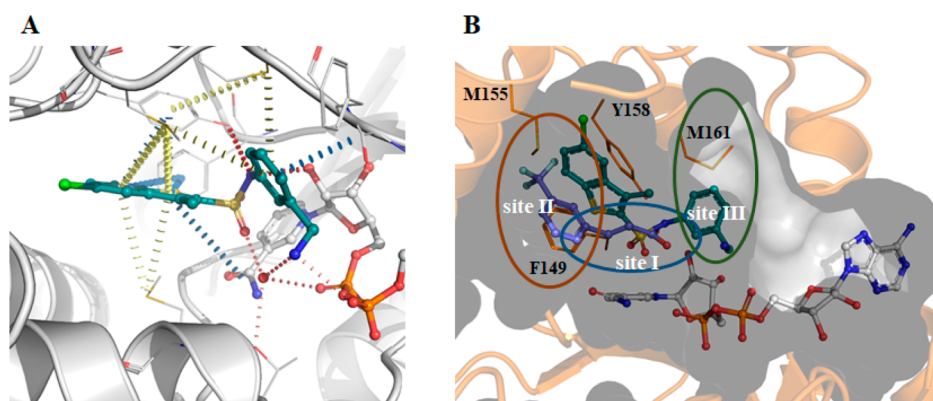 A
B
M155
Y158
M161
site II
site III
site I
F149